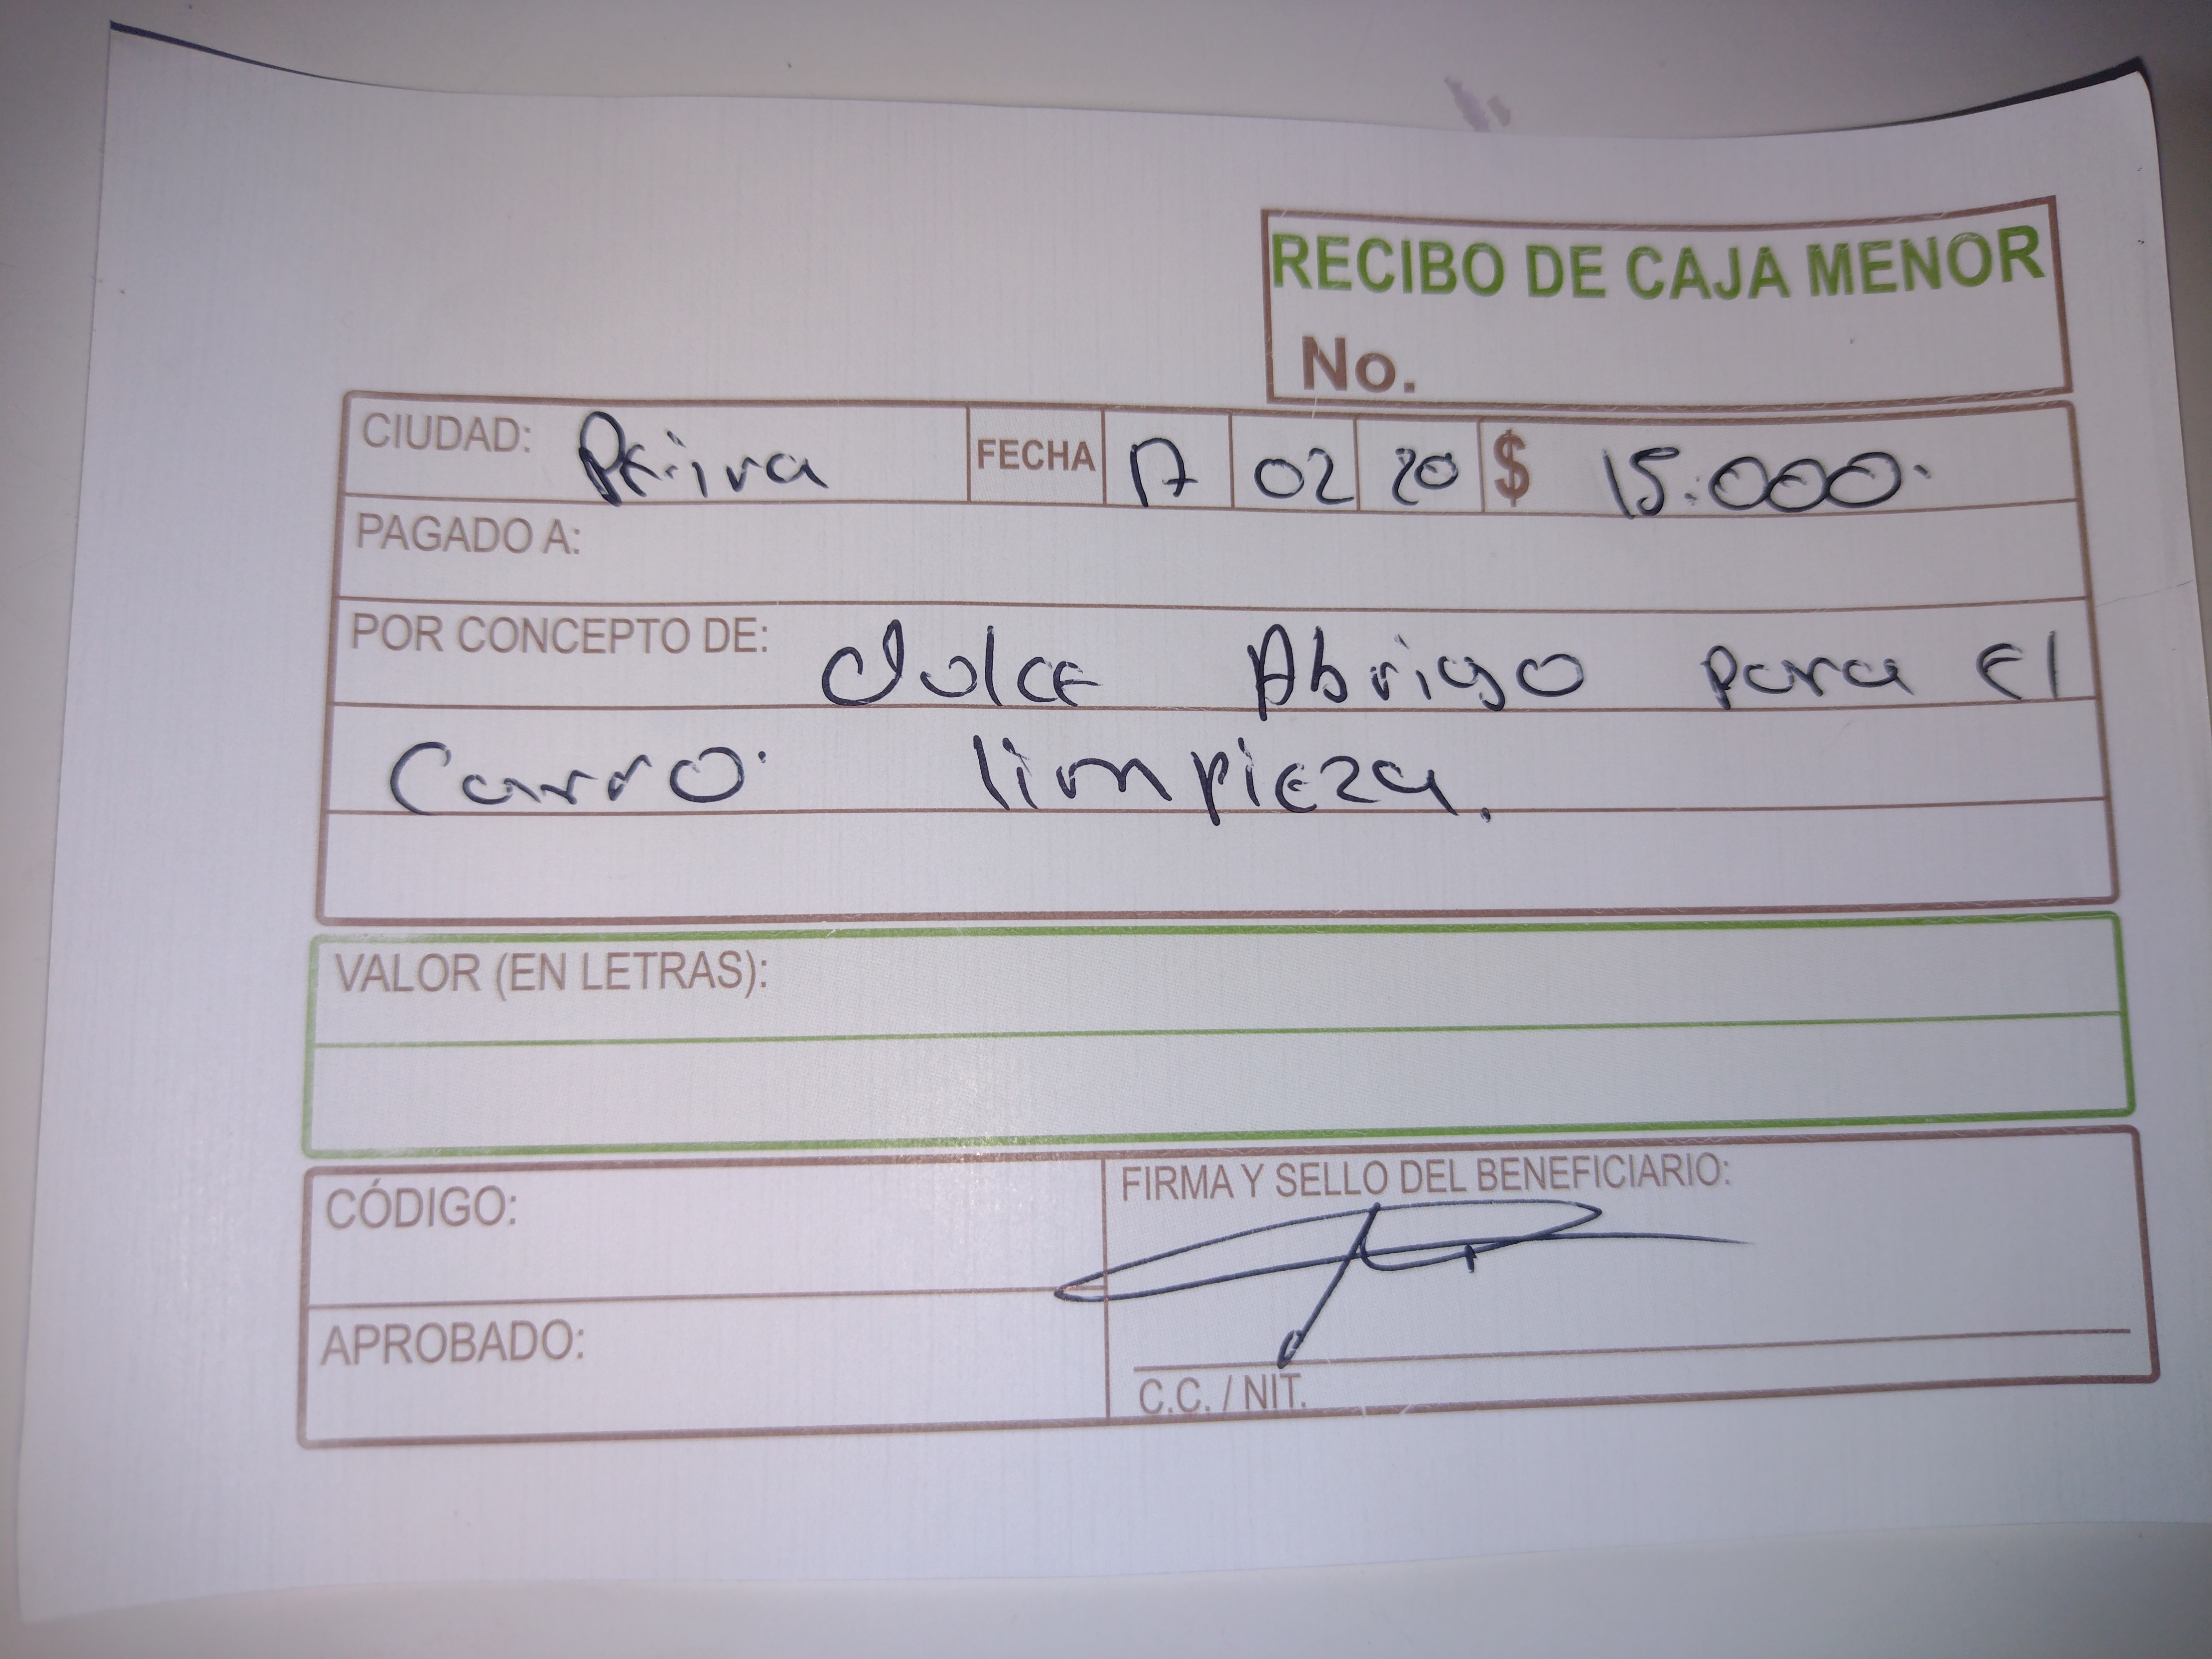 RECIBO DE CAJA MENOR
No.
CIUDAD: FECHA 17 02 20 $ 15.000.
PAGADO A:
POR CONCEPTO DE: dulce Abrigo para El
Carro. limpieza.
VALOR (EN LETRAS):
CÓDIGO:
FIRMA Y SELLO DEL BENEFICIARIO:
APROBADO:
C.C. / NIT.